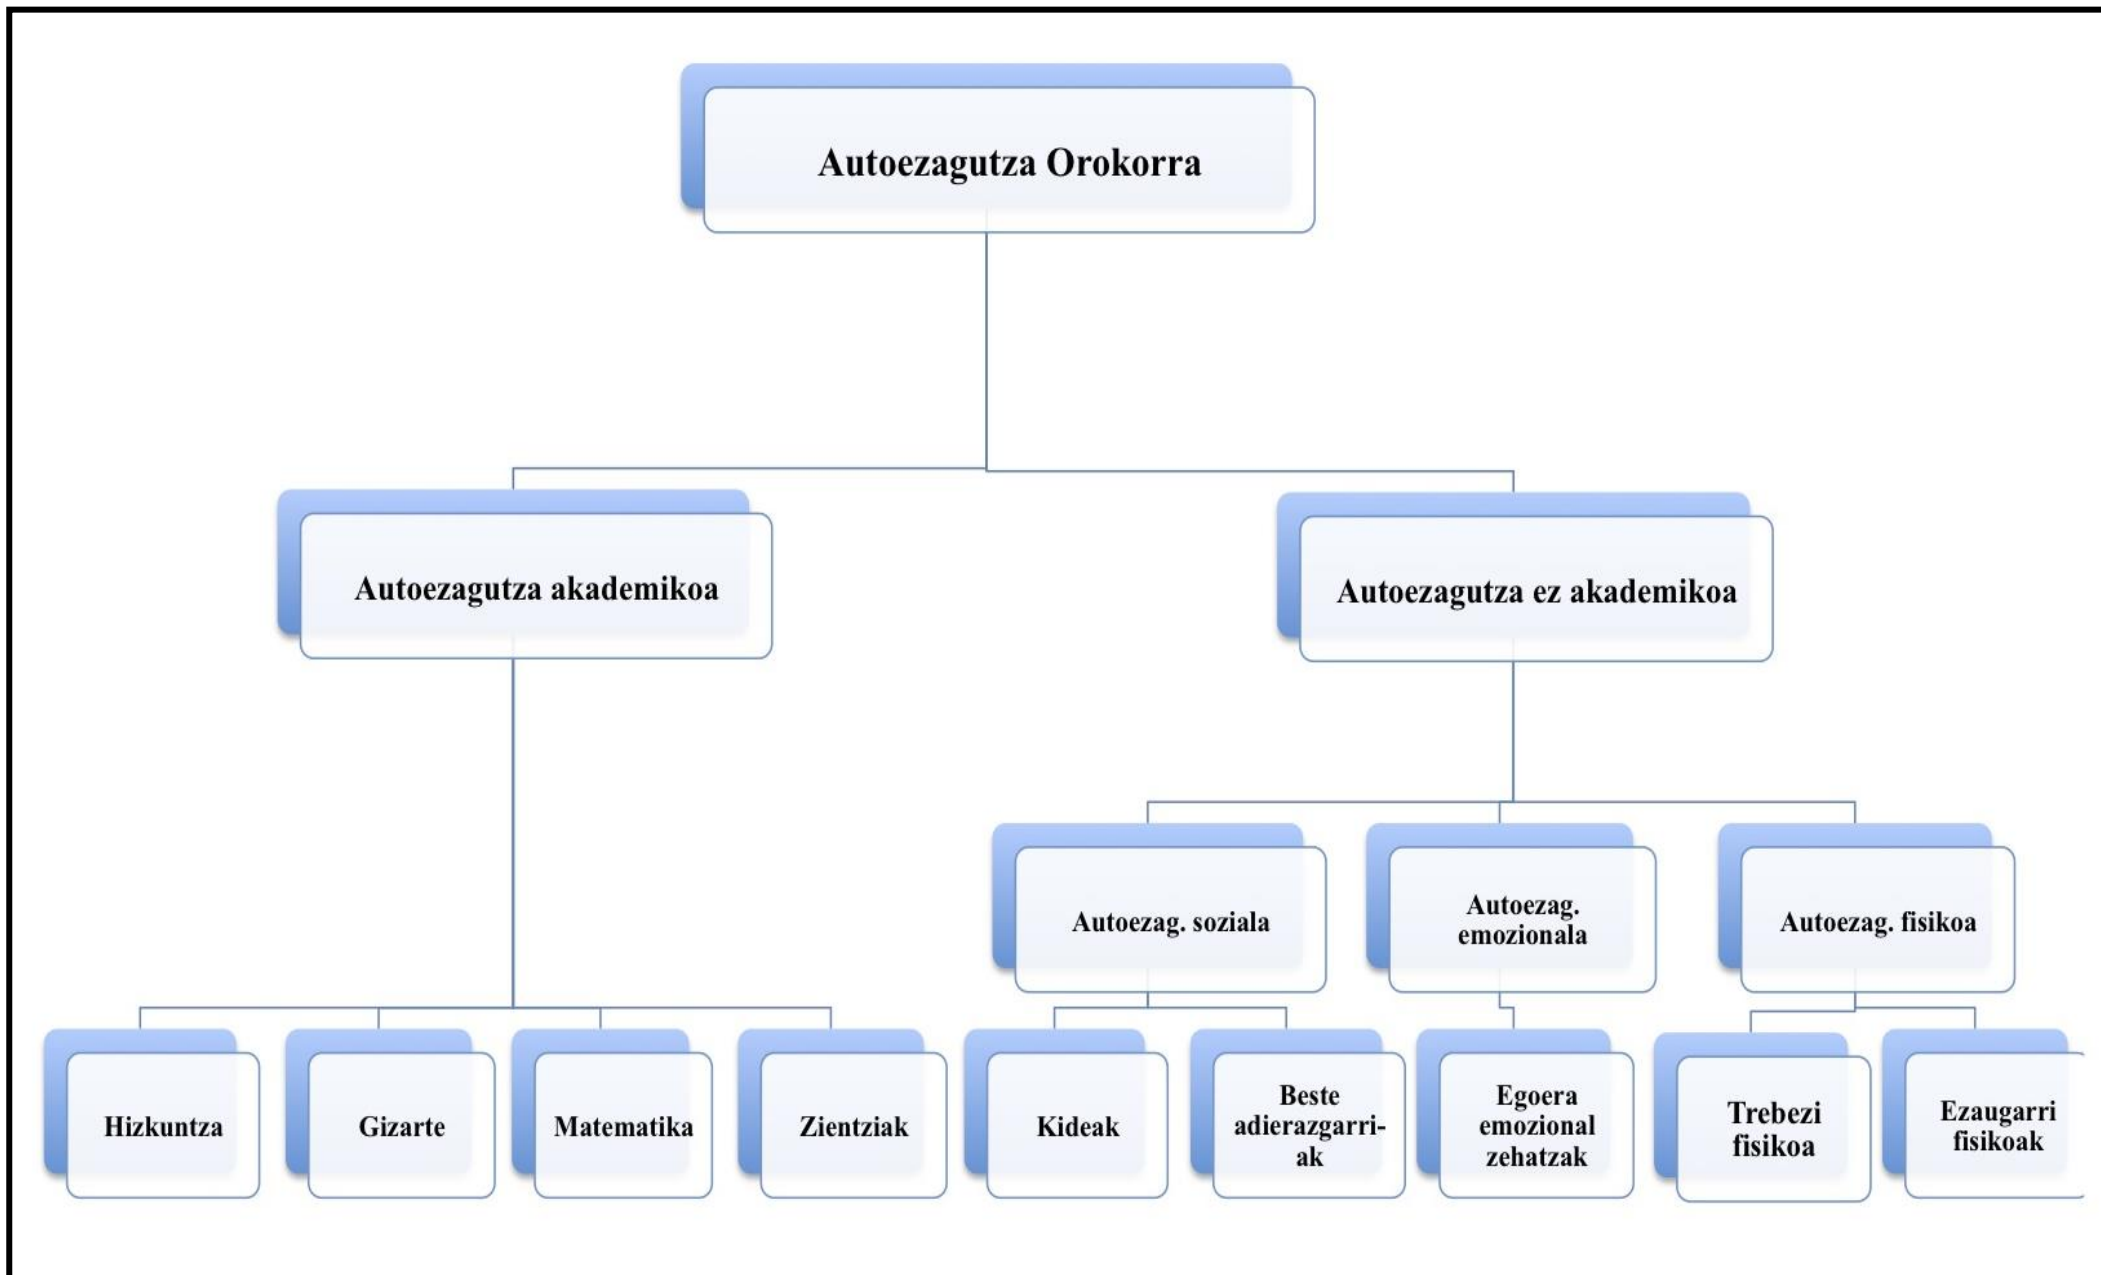 Autoezagutza Orokorra
Autoezagutza akademikoa
Autoezagutza ez akademikoa
Autoezag. soziala
Autoezag.
emozionala
Autoezag. fisikoa
Hizkuntza
Gizarte
Matematika
Zientziak
Kideak
Beste
adierazgarri-
ak
Egoera
emozional
zehatzak
Trebezi
fisikoa
Ezaugarri
fisikoak